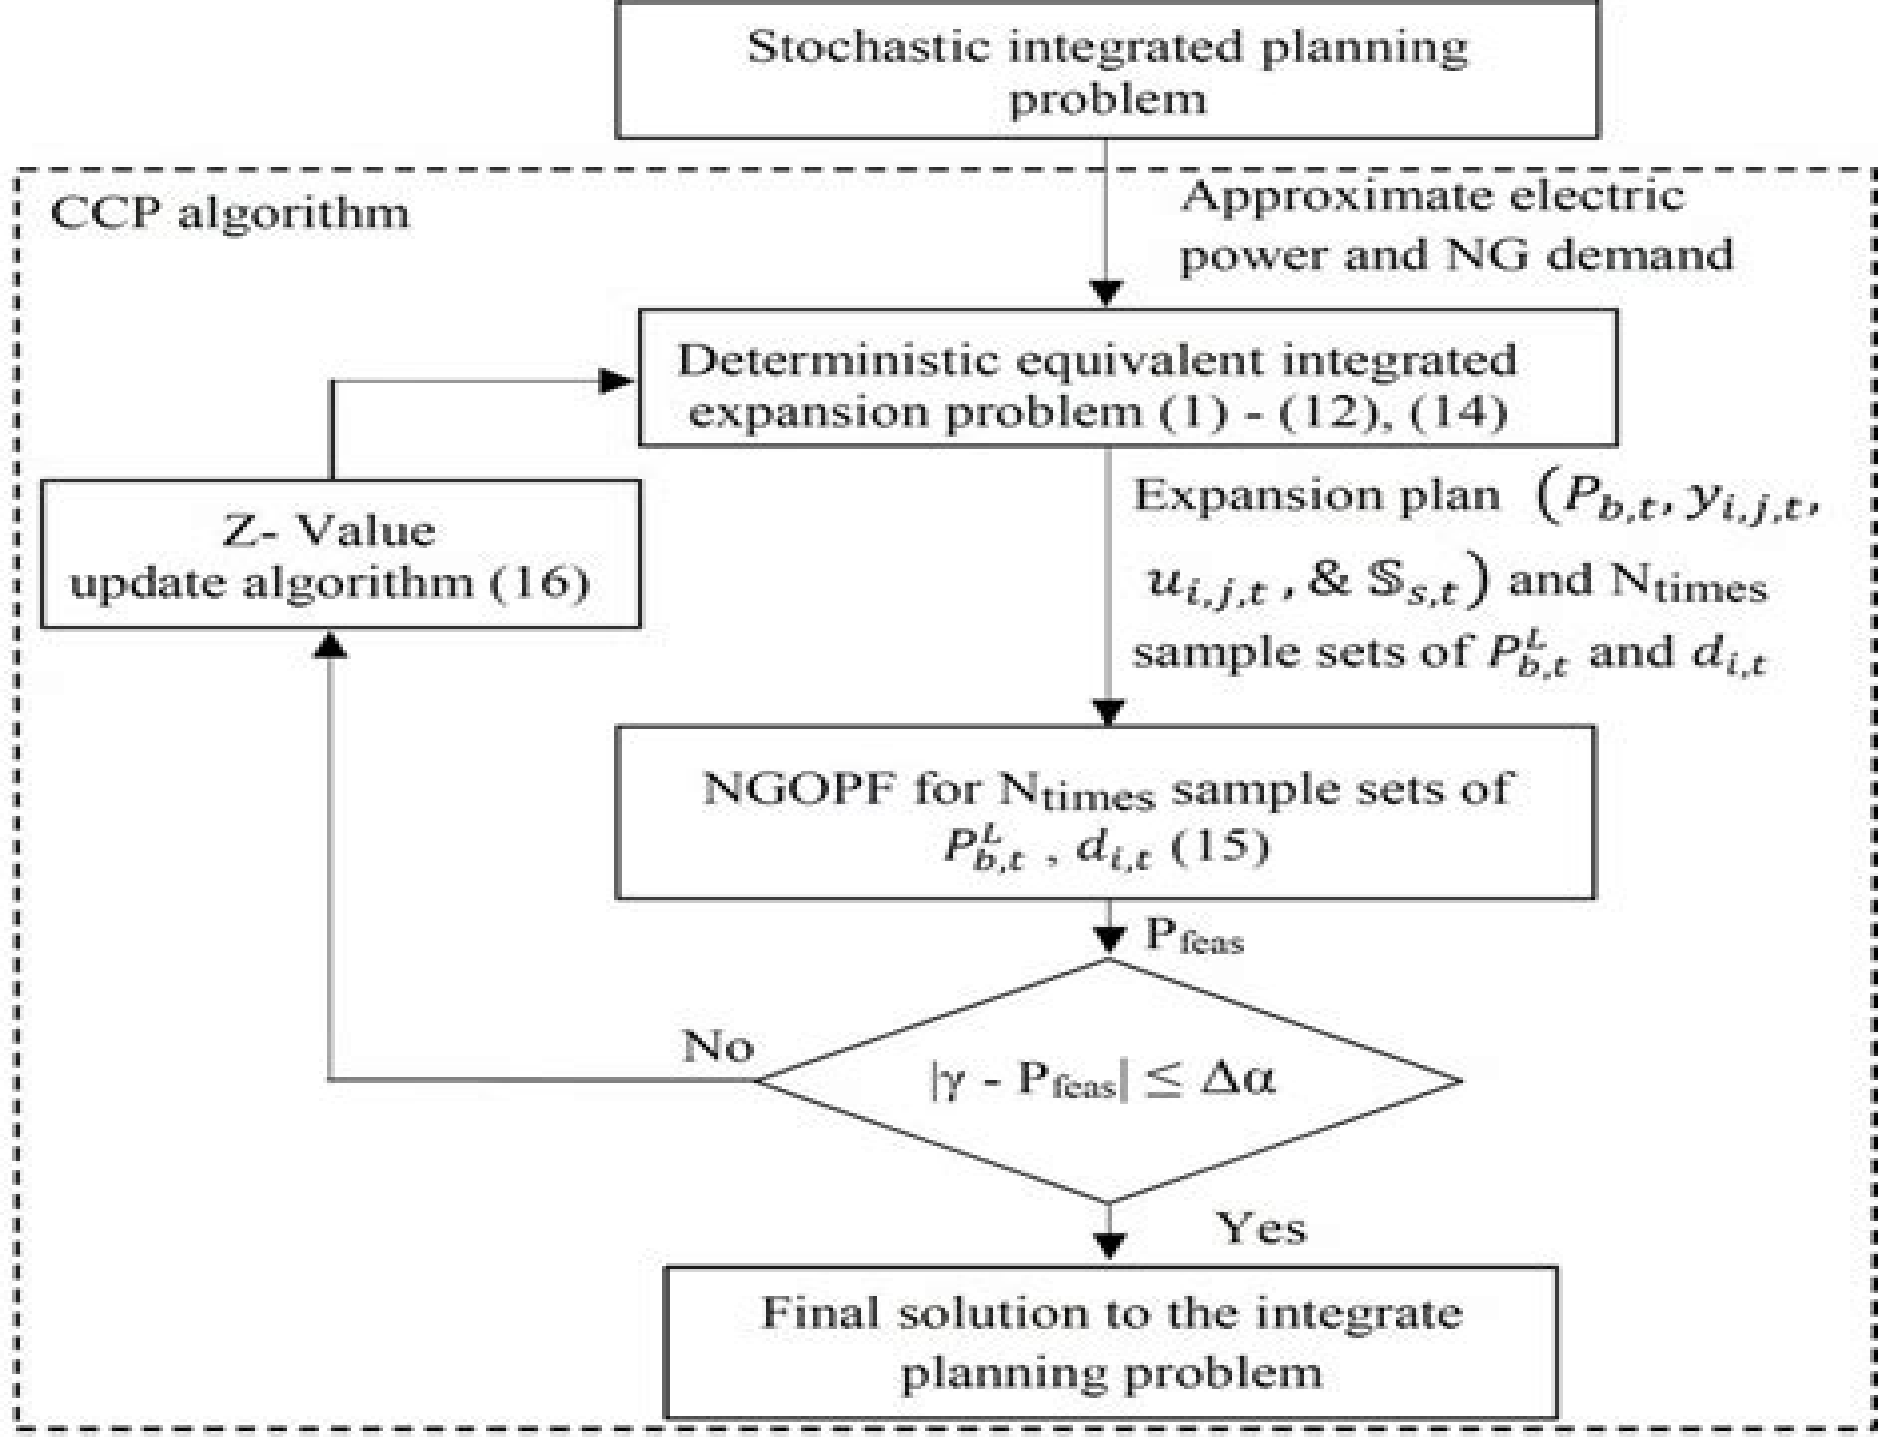 Stochastic integrated planning
problem
CCP algorithm
Approximate electric
power and NG demand
Deterministic equivalent integrated
expansion problem (1) - (12), (14)
Z- Value
update algorithm (16)
Expansion plan (P_{b,t}, y_{i,j,t},
u_{i,j,t}, & 𝕊_{s,t}) and N_{times}
sample sets of P^{L}_{b,t} and d_{i,t}
NGOPF for N_{times} sample sets of
P^{L}_{b,t} , d_{i,t} (15)
P_{feas}
No
|γ - P_{feas}| ≤ Δα
Yes
Final solution to the integrate
planning problem